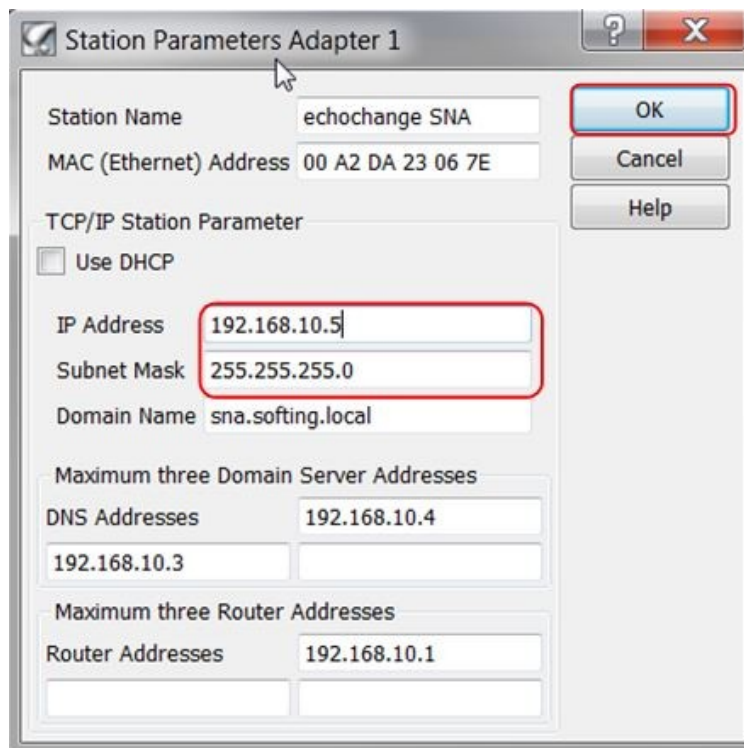 Station Parameters Adapter 1
?
X
Station Name echochange SNA
OK
MAC (Ethernet) Address 00 A2 DA 23 06 7E
Cancel
TCP/IP Station Parameter
Help
Use DHCP
IP Address 192.168.10.5
Subnet Mask 255.255.255.0
Domain Name sna.softing.local
Maximum three Domain Server Addresses
DNS Addresses 192.168.10.4
192.168.10.3
Maximum three Router Addresses
Router Addresses 192.168.10.1